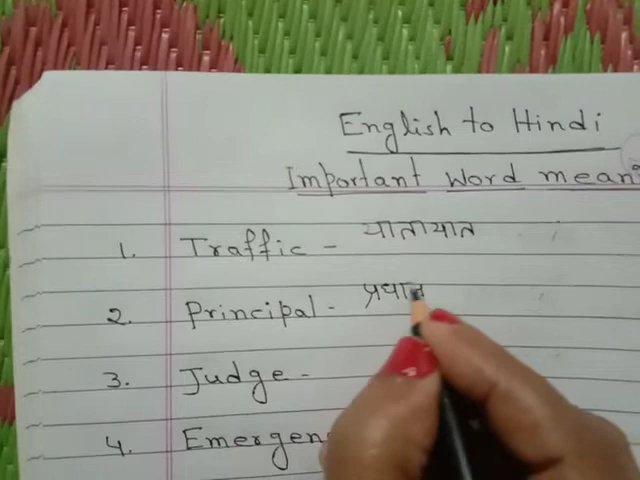 English to Hindi
Important Word mean
1. Traffic - यातायात
2. Principal - प्रधान
3. Judge -
4. Emergen